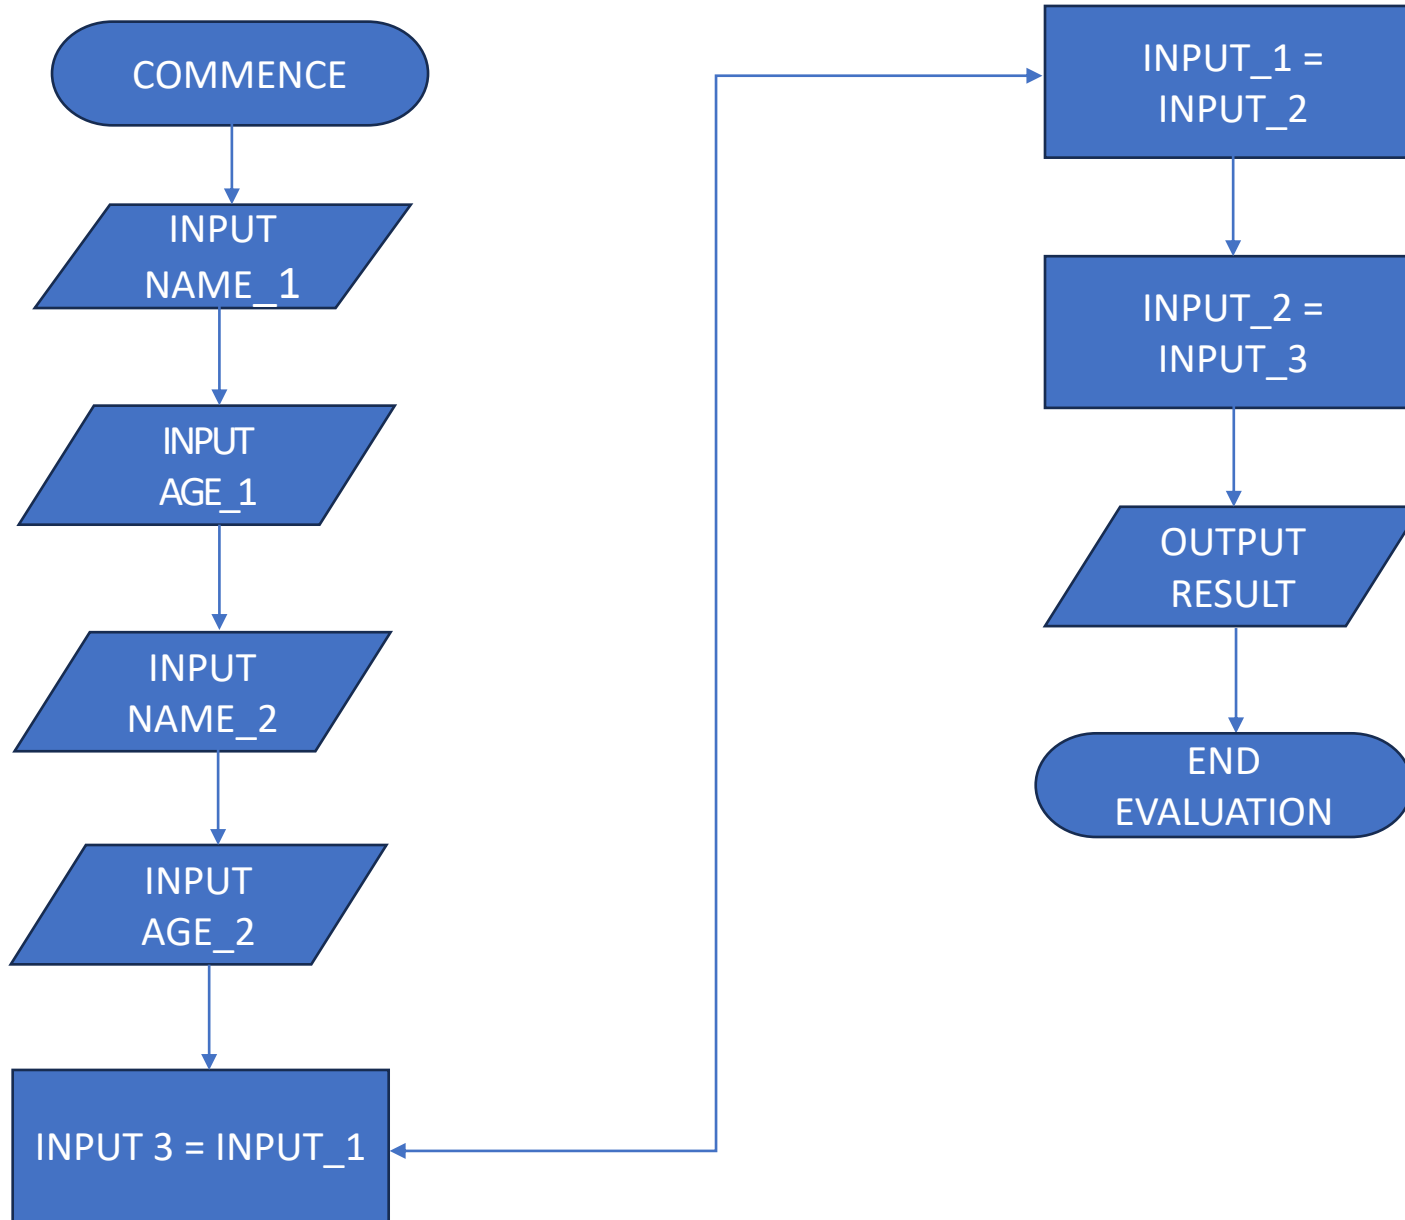 COMMENCE
INPUT
NAME_1
INPUT
AGE_1
INPUT
NAME_2
INPUT
AGE_2
INPUT 3 = INPUT_1
INPUT_1 =
INPUT_2
INPUT_2 =
INPUT_3
OUTPUT
RESULT
END
EVALUATION